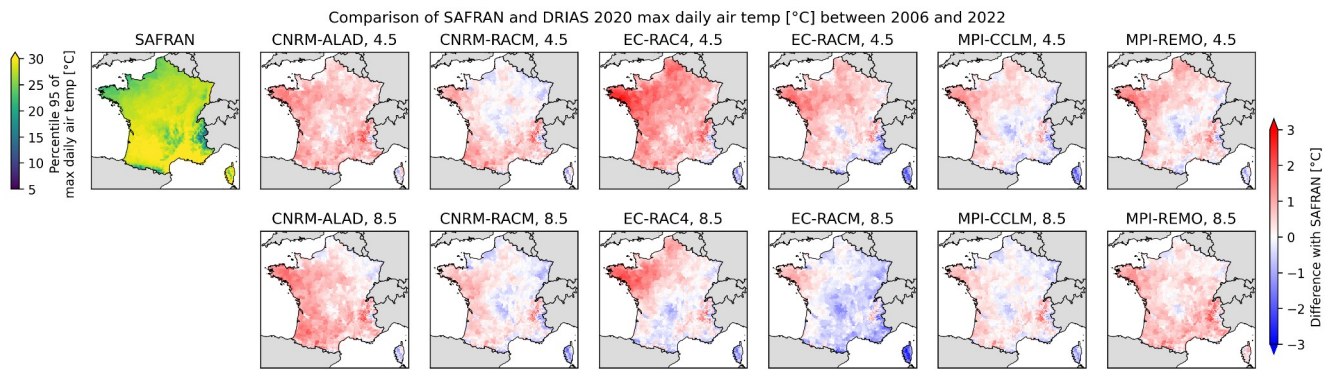 Comparison of SAFRAN and DRIAS 2020 max daily air temp [°C] between 2006 and 2022
SAFRAN
CNRM-ALAD, 4.5
CNRM-RACM, 4.5
EC-RAC4, 4.5
EC-RACM, 4.5
MPI-CCLM, 4.5
MPI-REMO, 4.5
30
25
20
15
10
5
Percentile 95 of
max daily air temp [°C]
CNRM-ALAD, 8.5
CNRM-RACM, 8.5
EC-RAC4, 8.5
EC-RACM, 8.5
MPI-CCLM, 8.5
MPI-REMO, 8.5
3
2
1
0
−1
−2
−3
Difference with SAFRAN [°C]